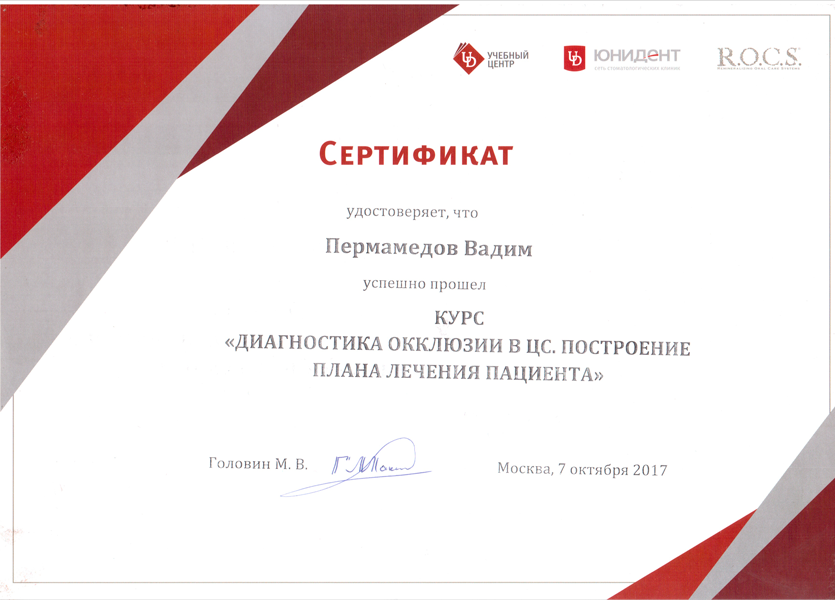 УЧЕБНЫЙ
ЦЕНТР
ЮНИДЕНТ
СЕТЬ СТОМАТОЛОГИЧЕСКИХ КЛИНИК
R.O.C.S.
СЕРТИФИКАТ
удостоверяет, что
Пермамедов Вадим
успешно прошел
КУРС
«ДИАГНОСТИКА ОККЛЮЗИИ В ЦС. ПОСТРОЕНИЕ
ПЛАНА ЛЕЧЕНИЯ ПАЦИЕНТА»
Головин М. В.
Москва, 7 октября 2017